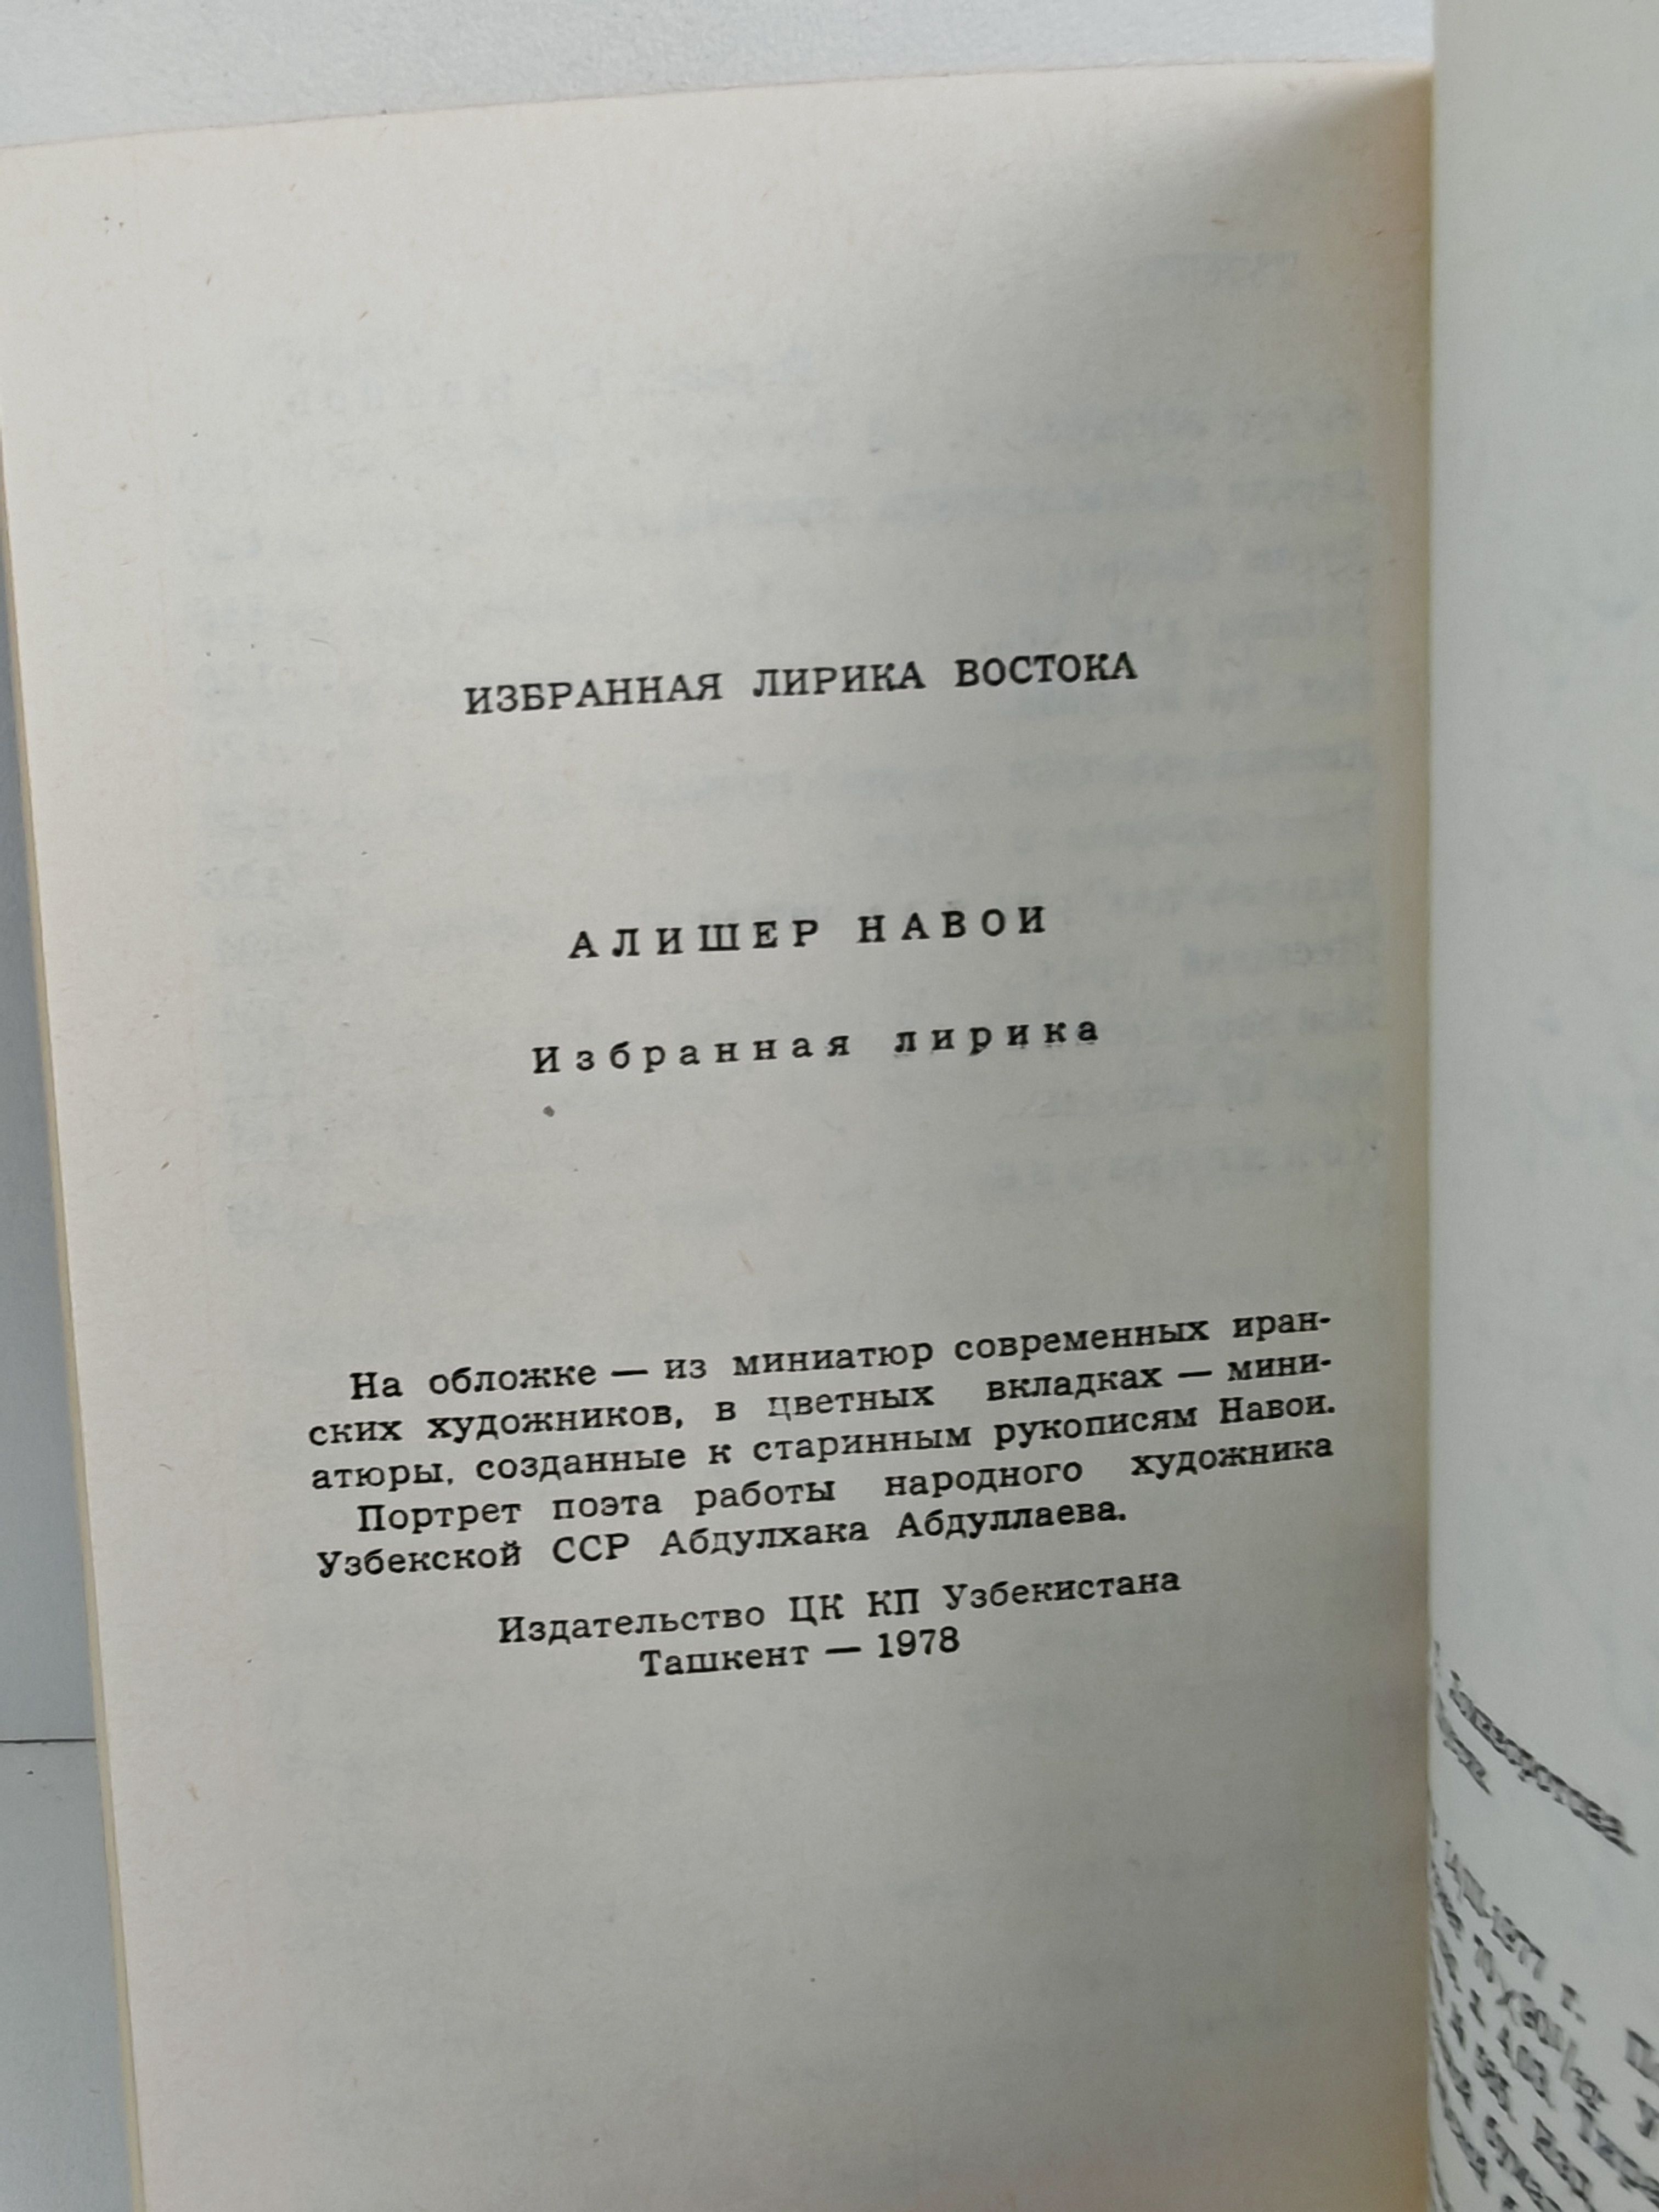 ИЗБРАННАЯ ЛИРИКА ВОСТОКА
АЛИШЕР НАВОИ
Избранная лирика
На обложке — из миниатюр современных иран-
ских художников, в цветных вкладках — мини-
атюры, созданные к старинным рукописям Навои.
Портрет поэта работы народного художника
Узбекской ССР Абдулхака Абдуллаева.
Издательство ЦК КП Узбекистана
Ташкент — 1978